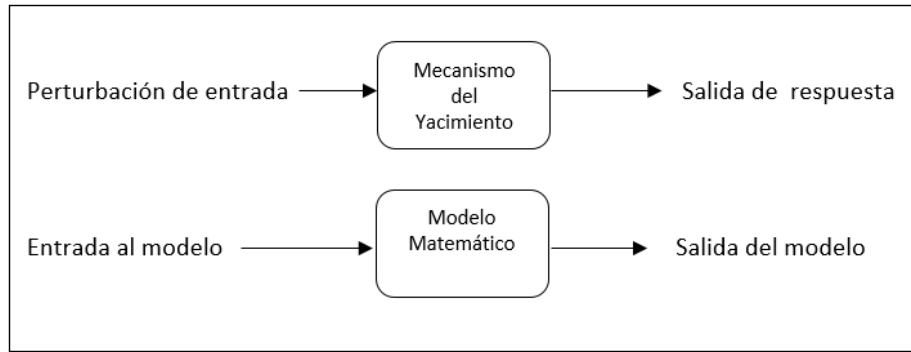 Perturbación de entrada
Mecanismo
del
Yacimiento
Salida de respuesta
Entrada al modelo
Modelo
Matemático
Salida del modelo